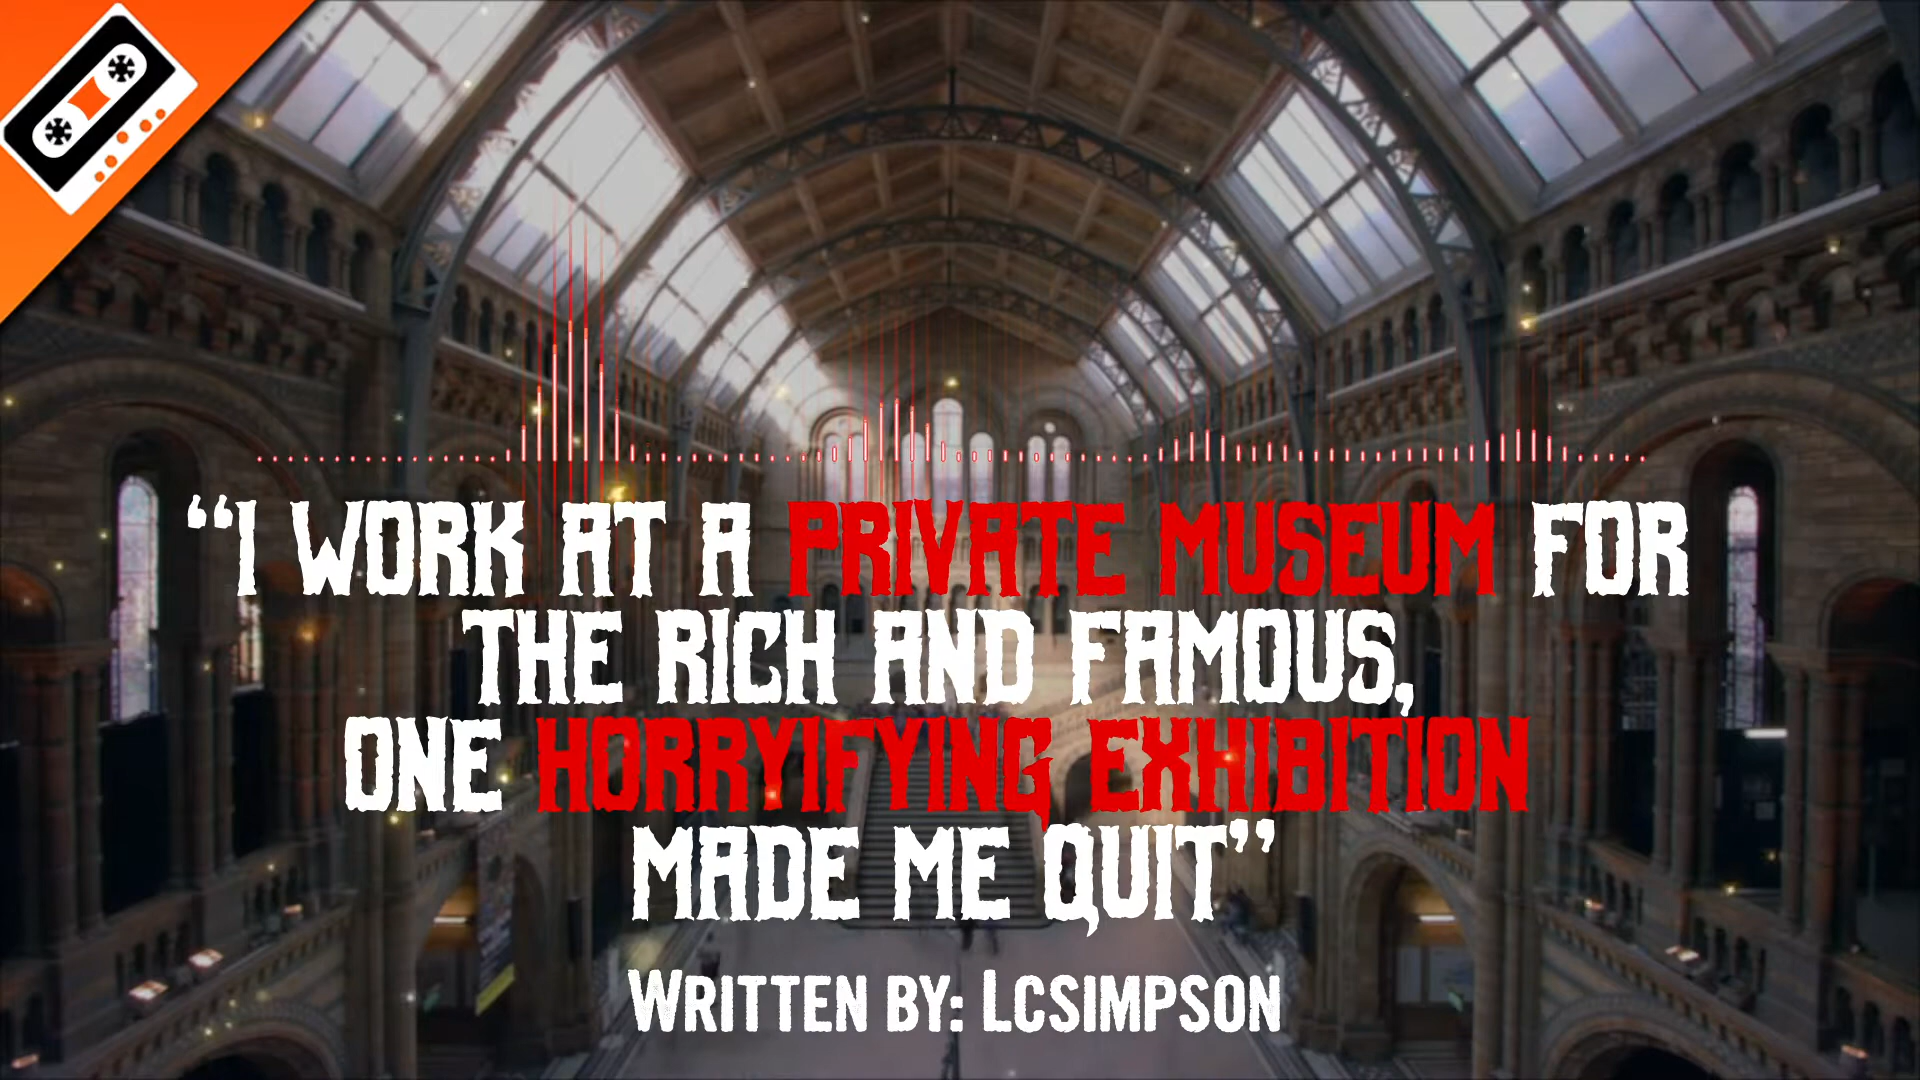 “I WORK AT A PRIVATE MUSEUM FOR
THE RICH AND FAMOUS,
ONE HORRYIFYING EXHIBITION
MADE ME QUIT”
WRITTEN BY: LCSIMPSON